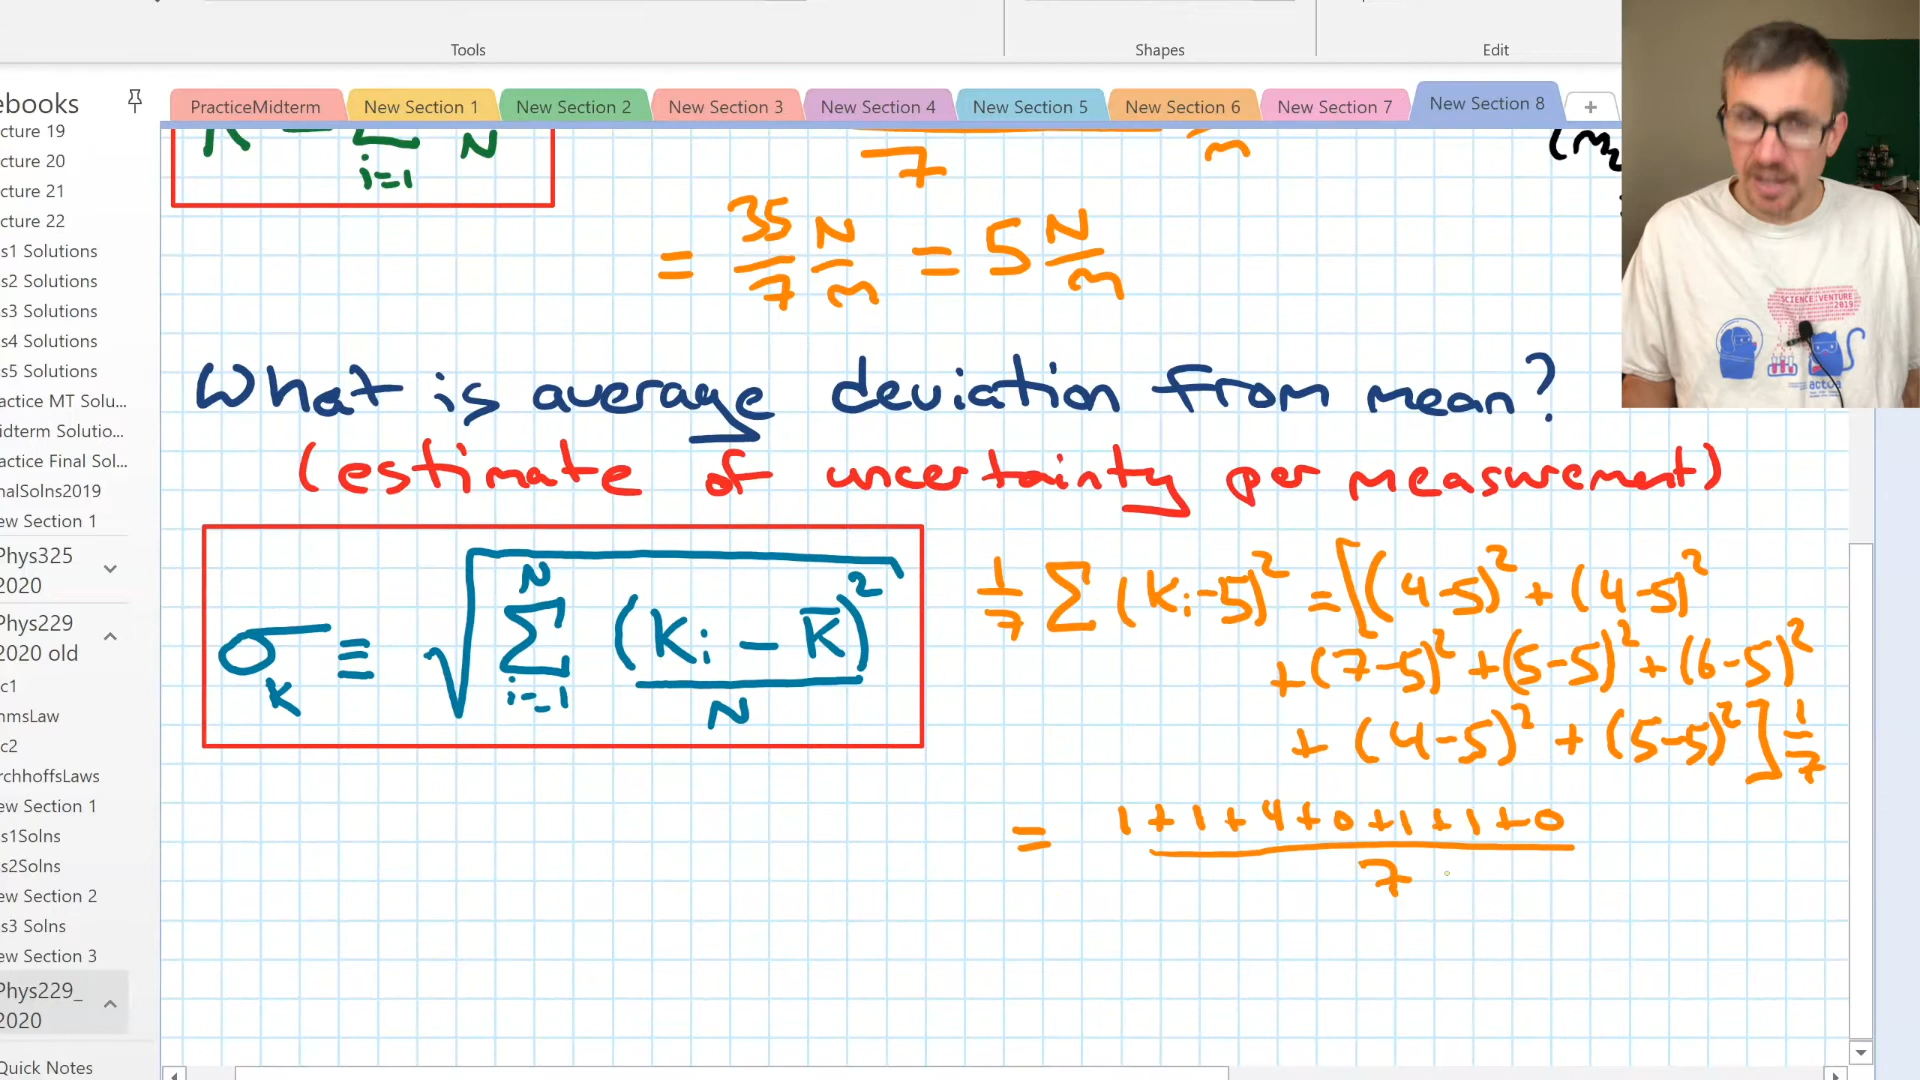 Tools
Shapes
Edit
ebooks
PracticeMidterm
New Section 1
New Section 2
New Section 3
New Section 4
New Section 5
New Section 6
New Section 7
New Section 8
+
cture 19
cture 20
cture 21
cture 22
s1 Solutions
s2 Solutions
s3 Solutions
s4 Solutions
s5 Solutions
actice MT Solu...
idterm Solutio...
actice Final Sol...
nalSolns2019
ew Section 1
Phys325
2020
Phys229
2020 old
c1
hmsLaw
c2
rchhoffsLaws
ew Section 1
s1Solns
s2Solns
ew Section 2
s3 Solns
ew Section 3
Phys229_
2020
Quick Notes
i=1 N
7 m
= 35/7 N/m = 5 N/m
What is average deviation from mean?
(estimate of uncertainty per measurement)
σ_K ≡ √ Σ_{i=1}^{N} (K_i - K̄)² / N
1/7 Σ (K_i - 5)² = [(4-5)² + (4-5)²
+ (7-5)² + (5-5)² + (6-5)²
+ (4-5)² + (5-5)²] 1/7
= 1+1+4+0+1+1+0 / 7
SCIENCE:VENTURE
2019